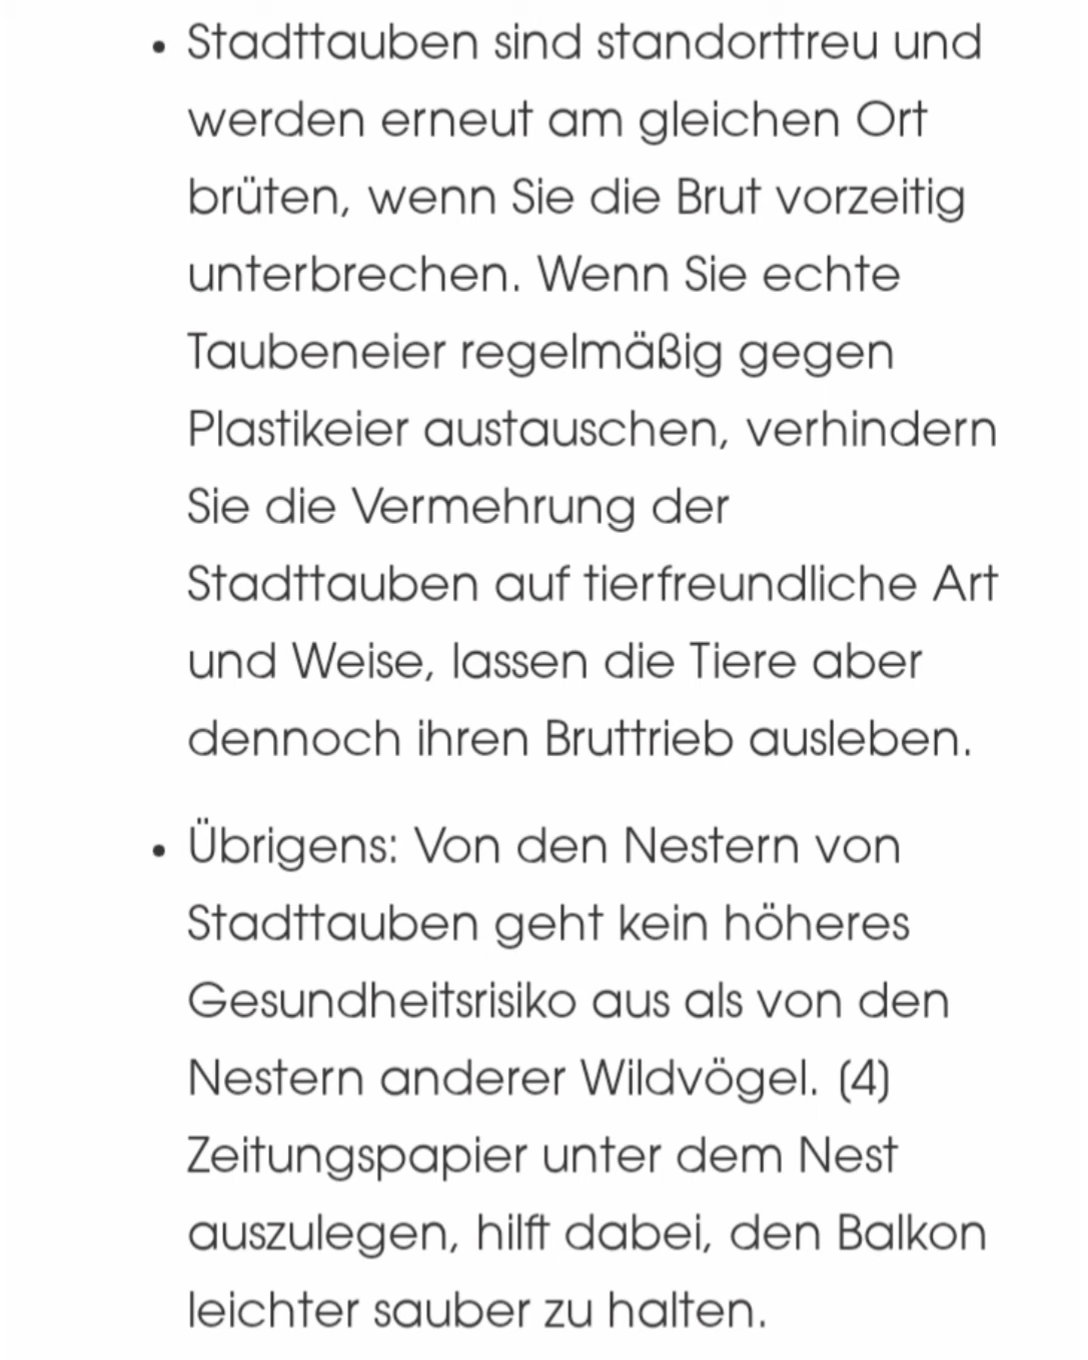 • Stadttauben sind standorttreu und
werden erneut am gleichen Ort
brüten, wenn Sie die Brut vorzeitig
unterbrechen. Wenn Sie echte
Taubeneier regelmäßig gegen
Plastikeier austauschen, verhindern
Sie die Vermehrung der
Stadttauben auf tierfreundliche Art
und Weise, lassen die Tiere aber
dennoch ihren Bruttrieb ausleben.
• Übrigens: Von den Nestern von
Stadttauben geht kein höheres
Gesundheitsrisiko aus als von den
Nestern anderer Wildvögel. (4)
Zeitungspapier unter dem Nest
auszulegen, hilft dabei, den Balkon
leichter sauber zu halten.